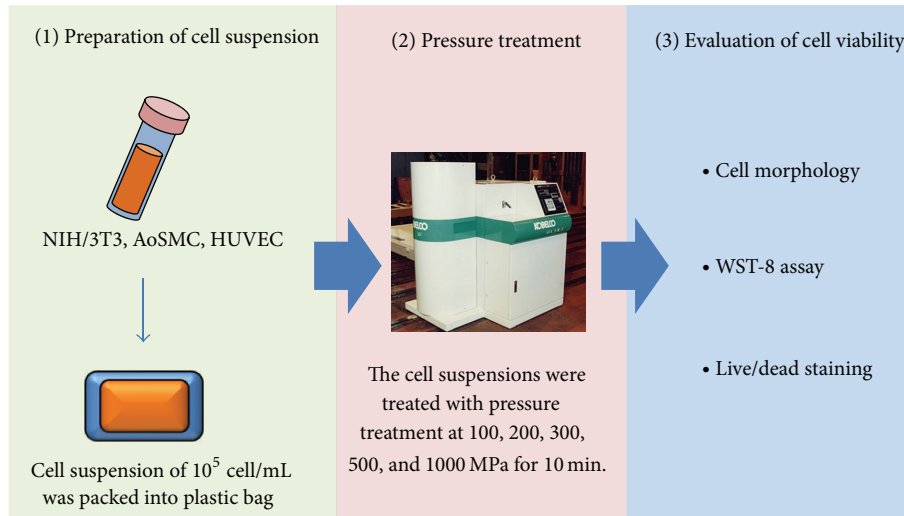 (1) Preparation of cell suspension
NIH/3T3, AoSMC, HUVEC
Cell suspension of 10⁵ cell/mL
was packed into plastic bag
(2) Pressure treatment
KOBELCO
KOBELCO
The cell suspensions were
treated with pressure
treatment at 100, 200, 300,
500, and 1000 MPa for 10 min.
(3) Evaluation of cell viability
• Cell morphology
• WST-8 assay
• Live/dead staining